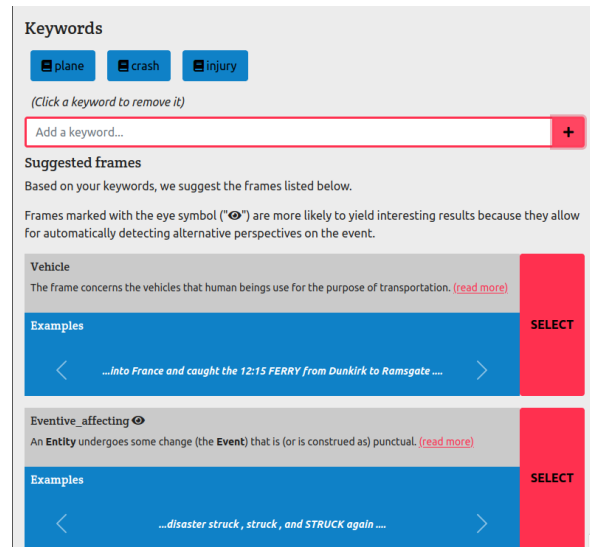 Keywords
plane crash injury
(Click a keyword to remove it)
Add a keyword... +
Suggested frames
Based on your keywords, we suggest the frames listed below.
Frames marked with the eye symbol ("👁") are more likely to yield interesting results because they allow
for automatically detecting alternative perspectives on the event.
Vehicle
The frame concerns the vehicles that human beings use for the purpose of transportation. (read more)
SELECT
Examples
...into France and caught the 12:15 FERRY from Dunkirk to Ramsgate ....
Eventive_affecting 👁
An Entity undergoes some change (the Event) that is (or is construed as) punctual. (read more)
SELECT
Examples
...disaster struck , struck , and STRUCK again ....